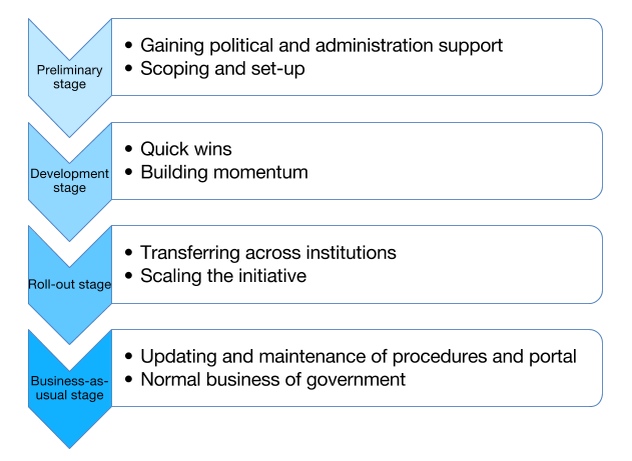 Preliminary
stage
• Gaining political and administration support
• Scoping and set-up
Development
stage
• Quick wins
• Building momentum
Roll-out stage
• Transferring across institutions
• Scaling the initiative
Business-as-
usual stage
• Updating and maintenance of procedures and portal
• Normal business of government